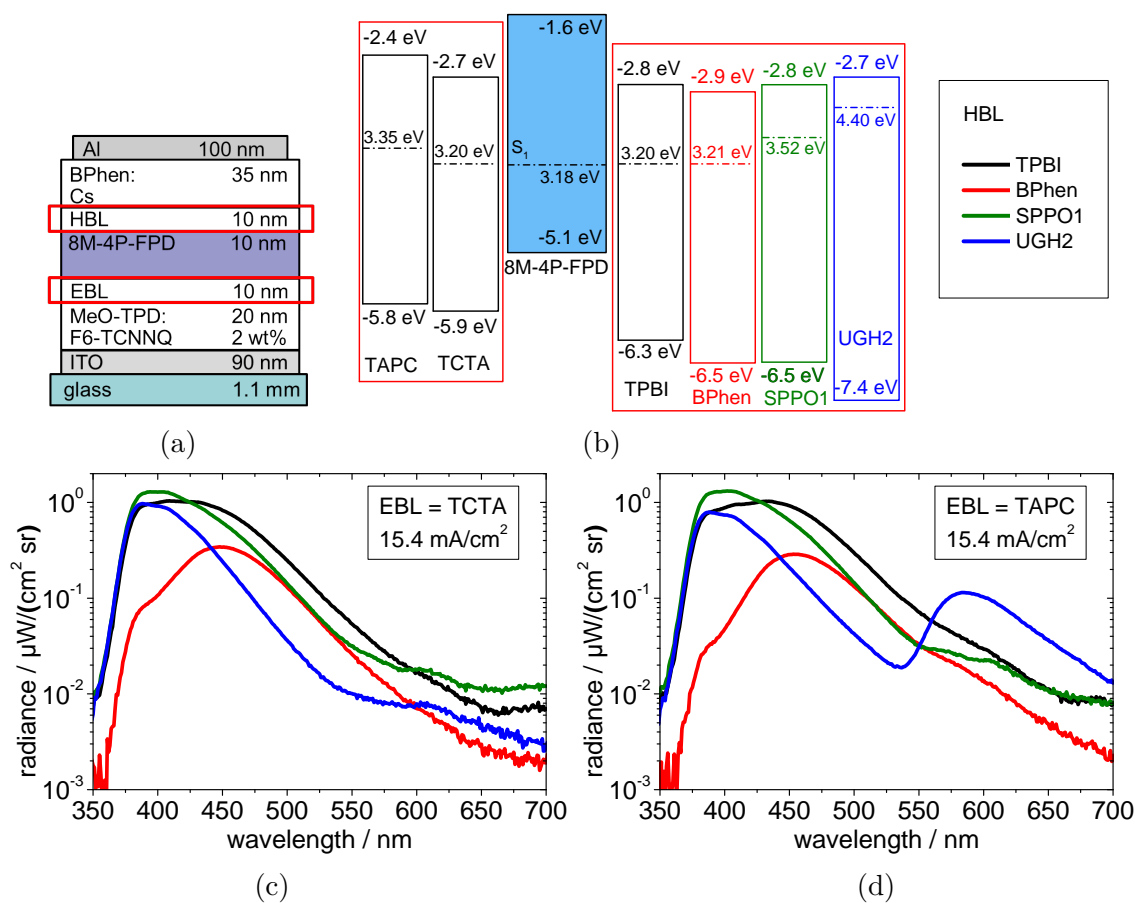 Al 100 nm
BPhen: 35 nm
Cs
HBL 10 nm
8M-4P-FPD 10 nm
EBL 10 nm
MeO-TPD: 20 nm
F6-TCNNQ 2 wt%
ITO 90 nm
glass 1.1 mm
(a)
-2.4 eV
3.35 eV
-5.8 eV
TAPC
-2.7 eV
3.20 eV
-5.9 eV
TCTA
-1.6 eV
S1
3.18 eV
-5.1 eV
8M-4P-FPD
-2.8 eV
3.20 eV
-6.3 eV
TPBI
-2.9 eV
3.21 eV
-6.5 eV
BPhen
-2.8 eV
3.52 eV
-6.5 eV
SPPO1
-2.7 eV
4.40 eV
UGH2
-7.4 eV
HBL
TPBI
BPhen
SPPO1
UGH2
(b)
EBL = TCTA
15.4 mA/cm2
radiance / µW/(cm2 sr)
100
10-1
10-2
10-3
350 400 450 500 550 600 650 700
wavelength / nm
(c)
EBL = TAPC
15.4 mA/cm2
radiance / µW/(cm2 sr)
100
10-1
10-2
10-3
350 400 450 500 550 600 650 700
wavelength / nm
(d)